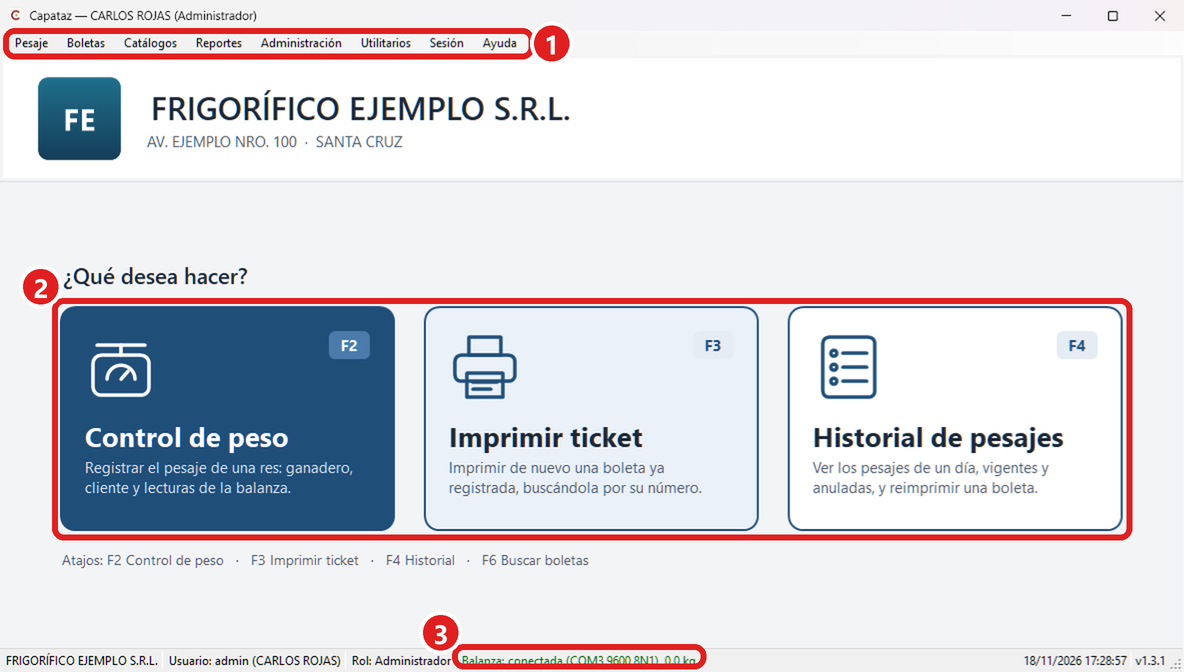 Capataz — CARLOS ROJAS (Administrador)
Pesaje Boletas Catálogos Reportes Administración Utilitarios Sesión Ayuda
1
FE
FRIGORÍFICO EJEMPLO S.R.L.
AV. EJEMPLO NRO. 100 · SANTA CRUZ
2
¿Qué desea hacer?
F2
Control de peso
Registrar el pesaje de una res: ganadero,
cliente y lecturas de la balanza.
F3
Imprimir ticket
Imprimir de nuevo una boleta ya
registrada, buscándola por su número.
F4
Historial de pesajes
Ver los pesajes de un día, vigentes y
anuladas, y reimprimir una boleta.
Atajos: F2 Control de peso · F3 Imprimir ticket · F4 Historial · F6 Buscar boletas
3
FRIGORÍFICO EJEMPLO S.R.L. Usuario: admin (CARLOS ROJAS) Rol: Administrador Balanza: conectada (COM3 9600 8N1) 0.0 kg 18/11/2026 17:28:57 v1.3.1